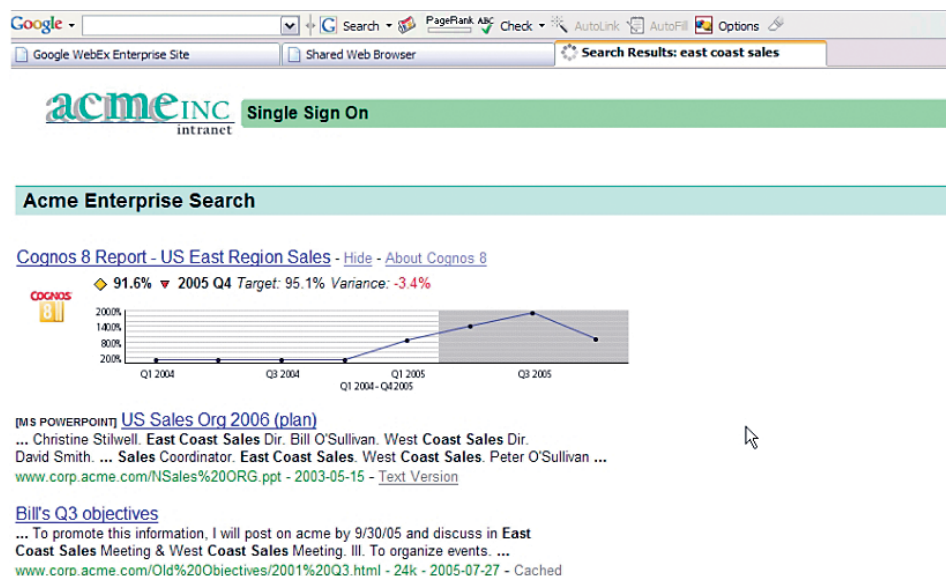 Google
Search
PageRank
ABC
Check
AutoLink
AutoFill
Options
Google WebEx Enterprise Site
Shared Web Browser
Search Results: east coast sales
acme INC
intranet
Single Sign On
Acme Enterprise Search
Cognos 8 Report - US East Region Sales - Hide - About Cognos 8
91.6% 2005 Q4 Target: 95.1% Variance: -3.4%
COGNOS
8
2000%
1400%
800%
200%
Q1 2004 Q3 2004 Q1 2005 Q3 2005
Q1 2004 - Q4 2005
[MS POWERPOINT] US Sales Org 2006 (plan)
... Christine Stilwell. East Coast Sales Dir. Bill O'Sullivan. West Coast Sales Dir.
David Smith. ... Sales Coordinator. East Coast Sales. West Coast Sales. Peter O'Sullivan ...
www.corp.acme.com/NSales%20ORG.ppt - 2003-05-15 - Text Version
Bill's Q3 objectives
... To promote this information, I will post on acme by 9/30/05 and discuss in East
Coast Sales Meeting & West Coast Sales Meeting. III. To organize events. ...
www.corp.acme.com/Old%20Objectives/2001%20Q3.html - 24k - 2005-07-27 - Cached